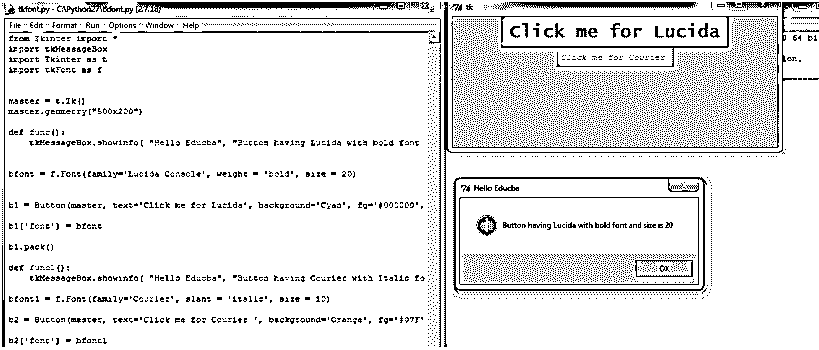 tkfont.py - C:\Python27\tkfont.py (2.7.18)
File Edit Format Run Options Window Help
from Tkinter import *
import tkMessageBox
import Tkinter as t
import tkFont as f
master = t.Tk()
master.geometry("500x200")
def func():
tkMessageBox.showinfo( "Hello Educba", "Button having Lucida with bold font
bfont = f.Font(family='Lucida Console', weight = 'bold', size = 20)
b1 = Button(master, text='Click me for Lucida', background='Cyan', fg='#000000',
b1['font'] = bfont
b1.pack()
def func1():
tkMessageBox.showinfo( "Hello Educba", "Button having Courier with Italic fo
bfont1 = f.Font(family='Courier', slant = 'italic', size = 10)
b2 = Button(master, text='Click me for Courier ', background='Orange', fg='#07F'
b2['font'] = bfont1
tk
Click me for Lucida
Click me for Courier
Hello Educba
Button having Lucida with bold font and size is 20
OK
64 bi
ion.